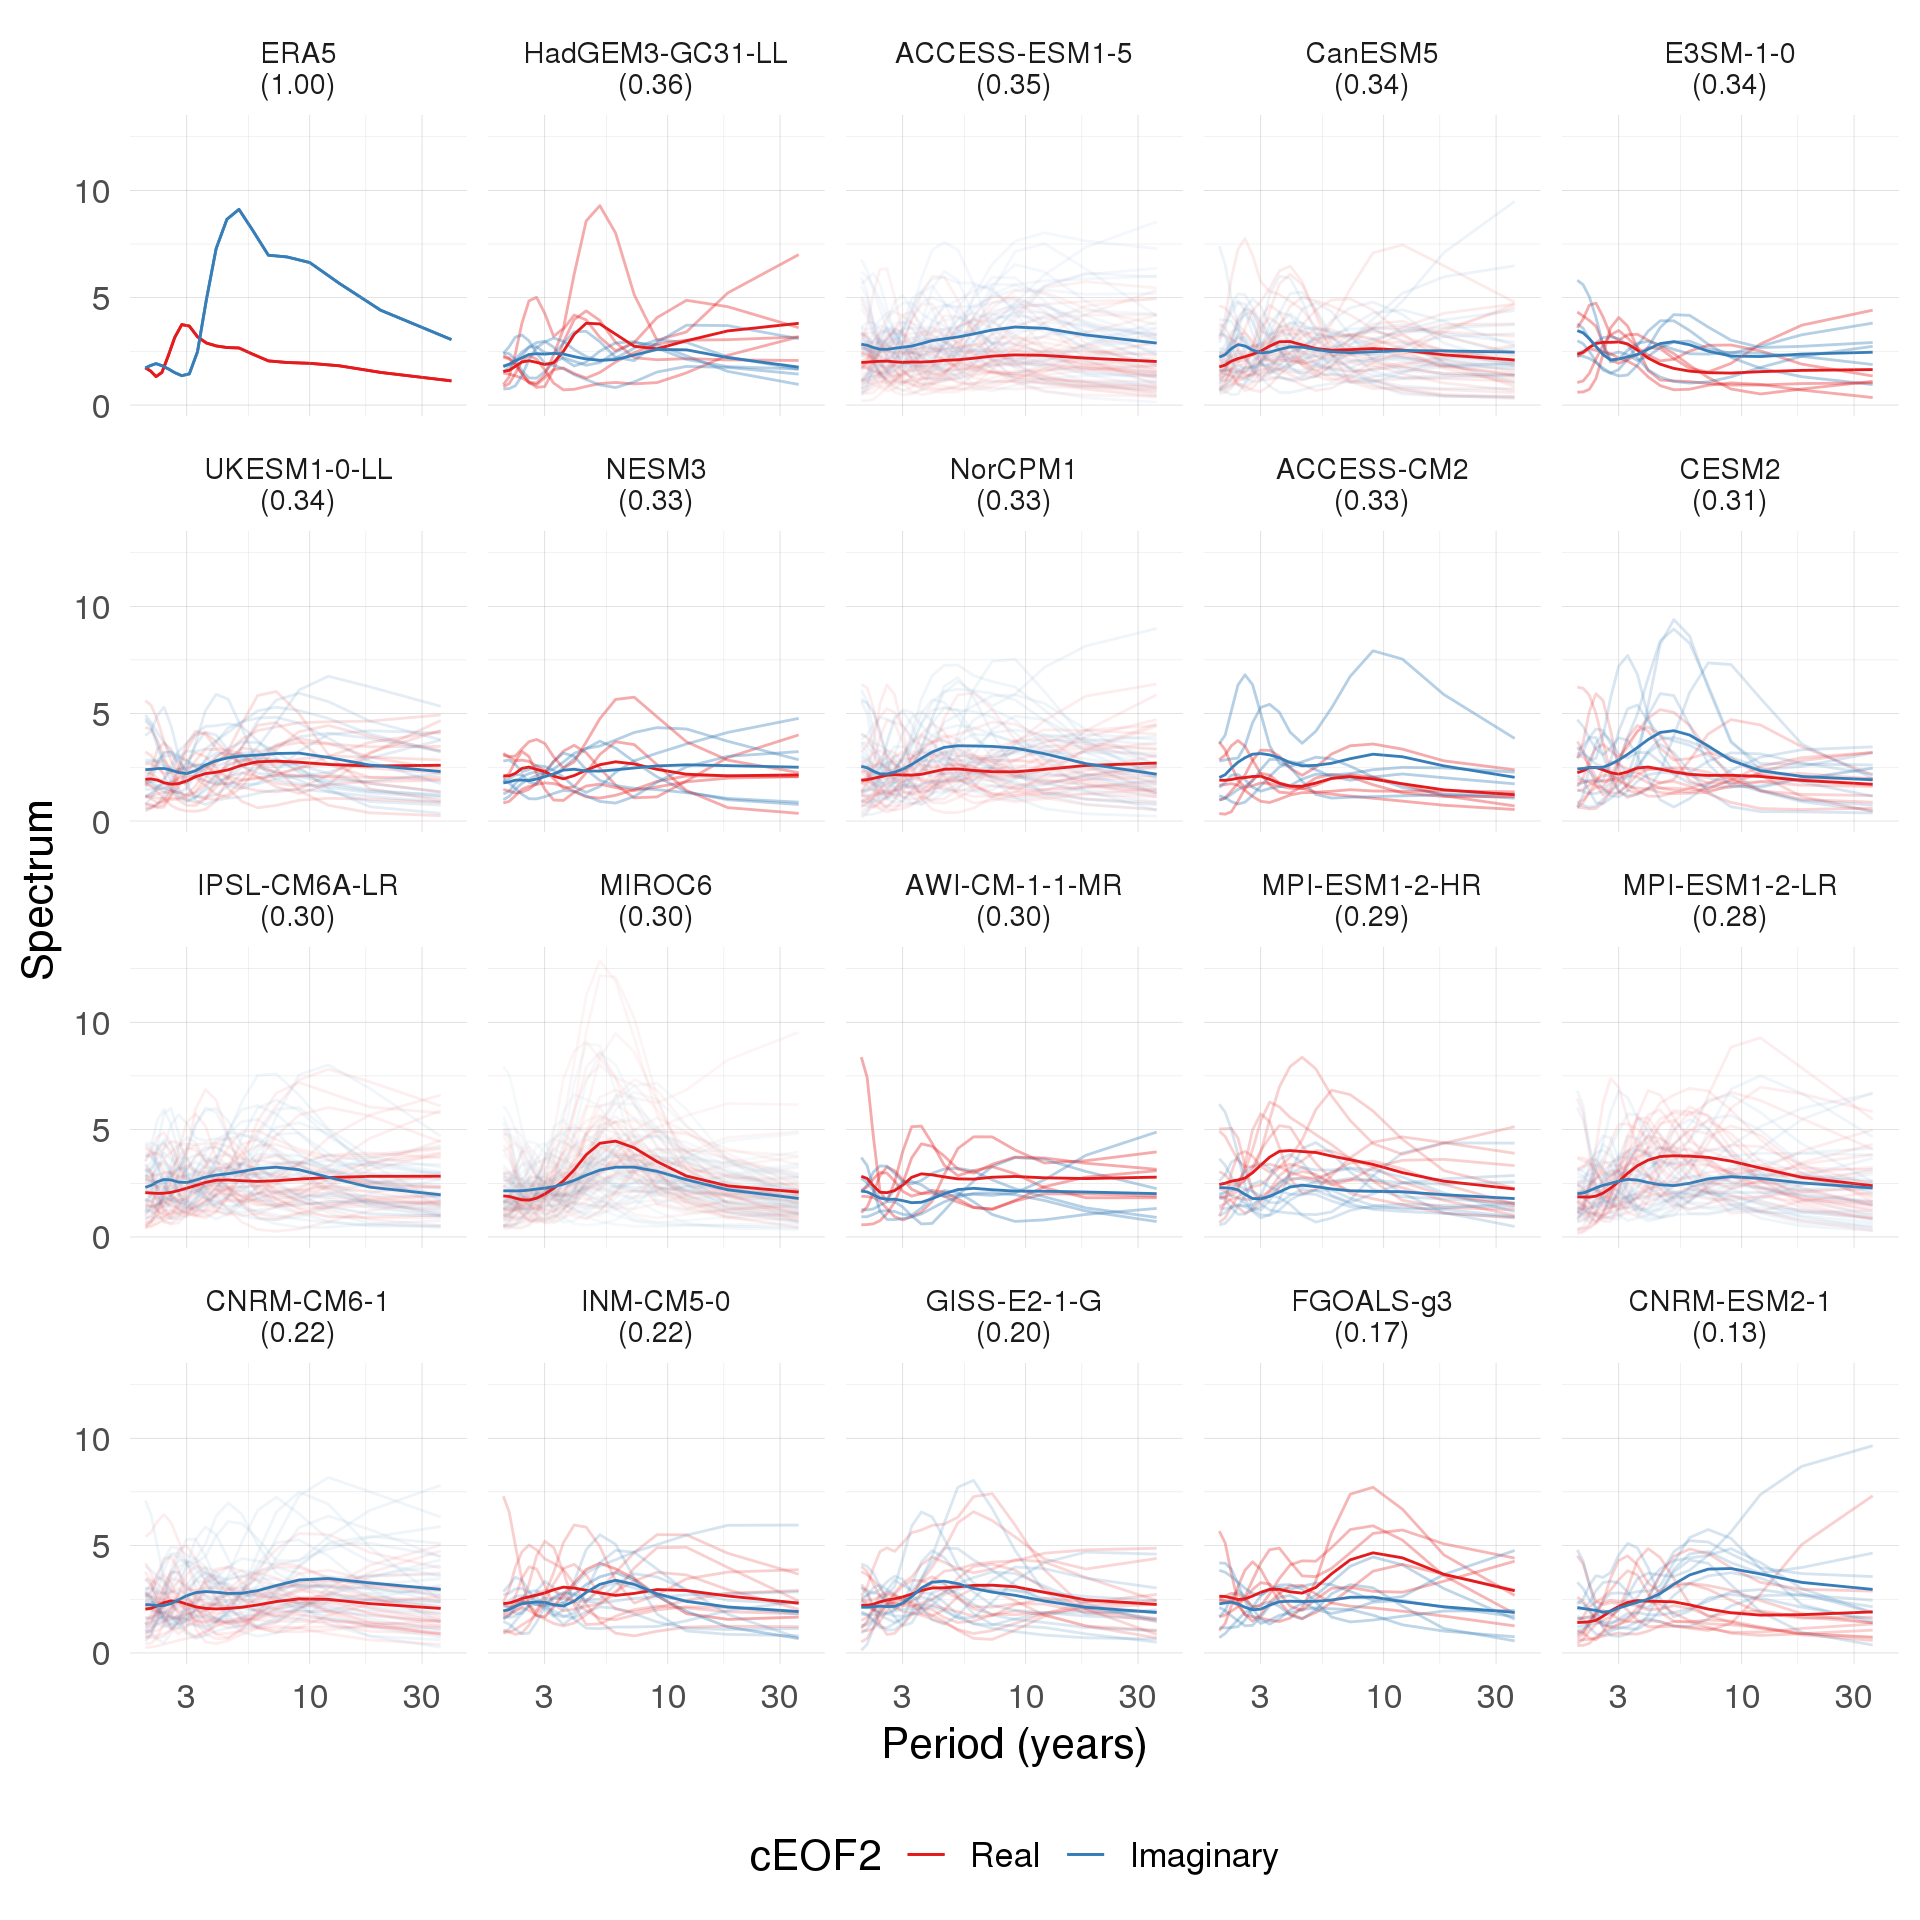 ERA5
(1.00)
HadGEM3-GC31-LL
(0.36)
ACCESS-ESM1-5
(0.35)
CanESM5
(0.34)
E3SM-1-0
(0.34)
10
5
0
UKESM1-0-LL
(0.34)
NESM3
(0.33)
NorCPM1
(0.33)
ACCESS-CM2
(0.33)
CESM2
(0.31)
10
5
0
Spectrum
IPSL-CM6A-LR
(0.30)
MIROC6
(0.30)
AWI-CM-1-1-MR
(0.30)
MPI-ESM1-2-HR
(0.29)
MPI-ESM1-2-LR
(0.28)
10
5
0
CNRM-CM6-1
(0.22)
INM-CM5-0
(0.22)
GISS-E2-1-G
(0.20)
FGOALS-g3
(0.17)
CNRM-ESM2-1
(0.13)
10
5
0
3 10 30
3 10 30
3 10 30
3 10 30
3 10 30
Period (years)
cEOF2 Real Imaginary